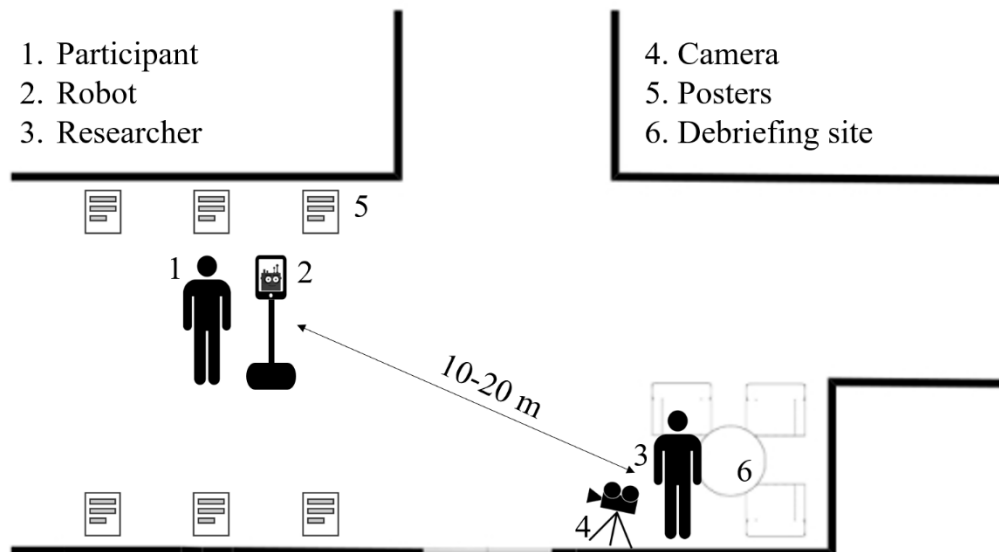 1. Participant
2. Robot
3. Researcher
4. Camera
5. Posters
6. Debriefing site
5
1
2
10-20 m
3
6
4